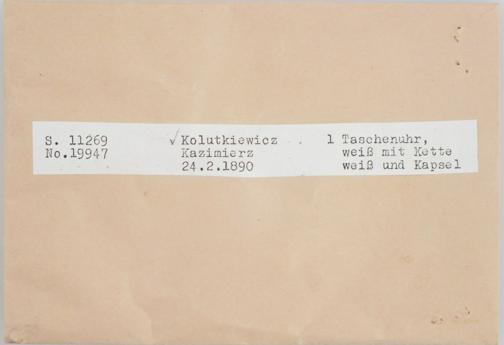 S. 11269 ✓Kolutkiewicz 1 Taschenuhr,
No.19947 Kazimierz weiß mit Kette
24.2.1890 weiß und Kapsel